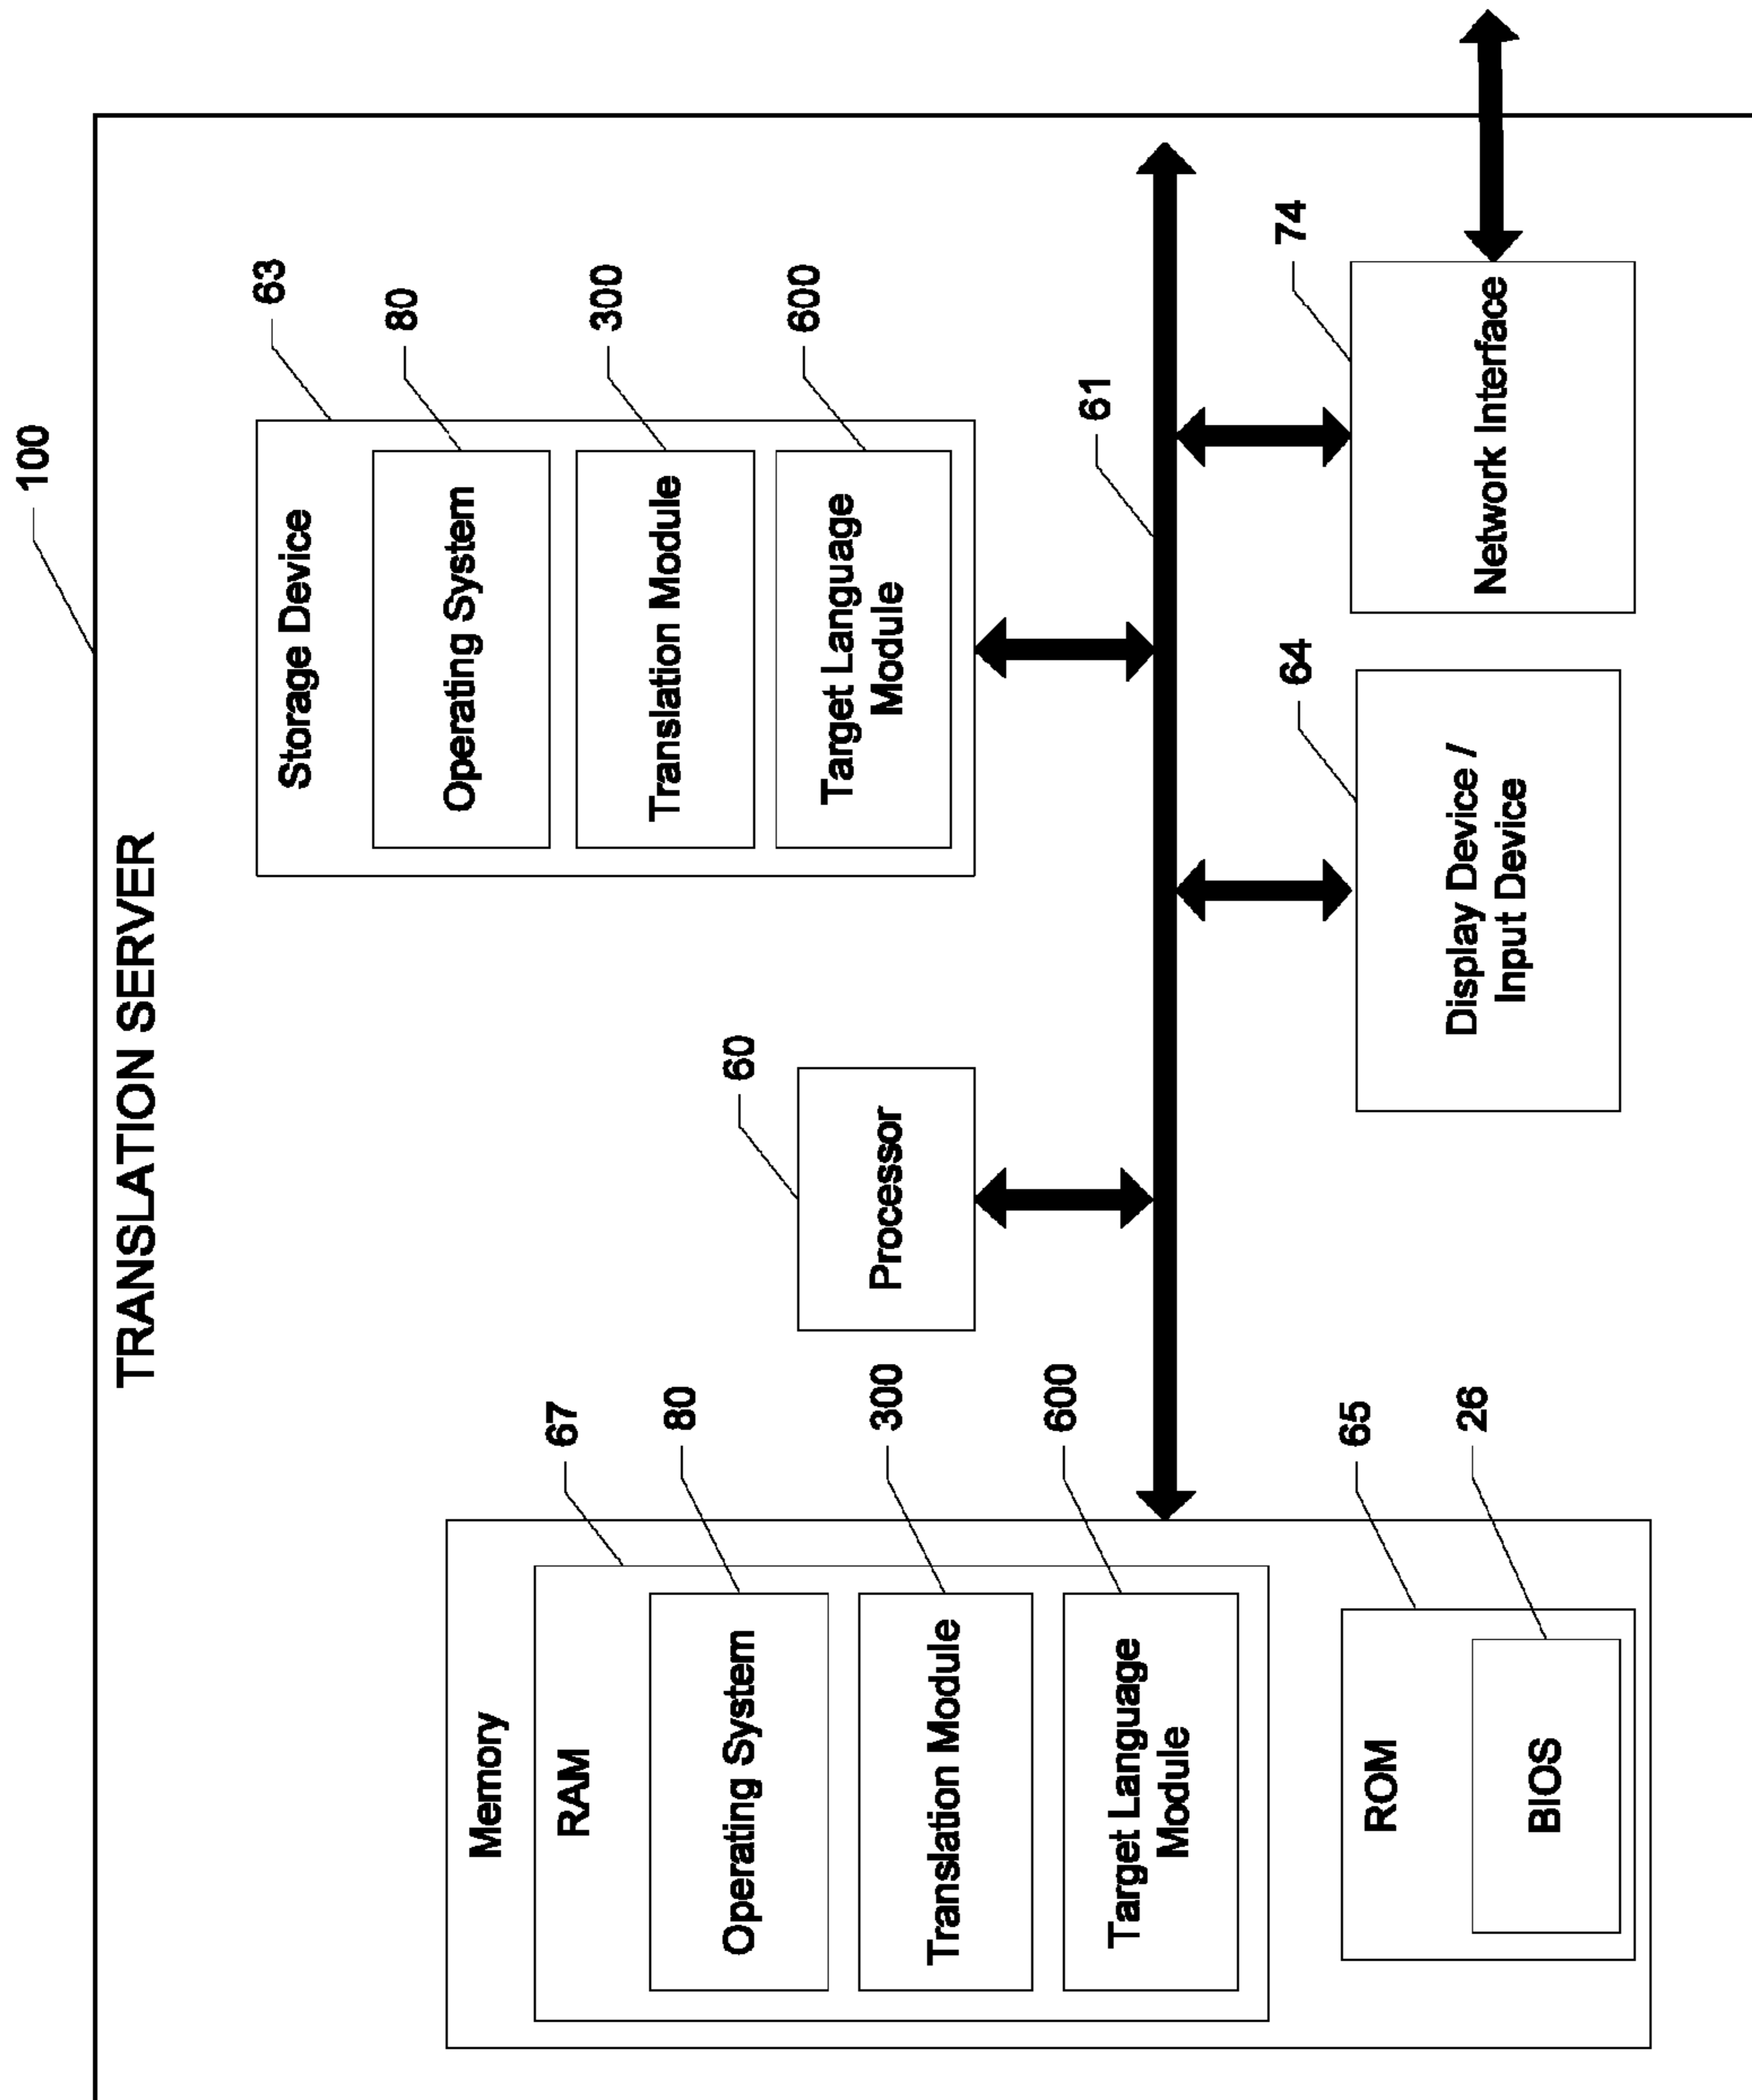 100
TRANSLATION SERVER
63
Storage Device
80
Operating System
300
Translation Module
600
Target Language
Module
60
Processor
67
Memory
RAM
80
Operating System
300
Translation Module
600
Target Language
Module
65
ROM
26
BIOS
61
64
Display Device /
Input Device
74
Network Interface